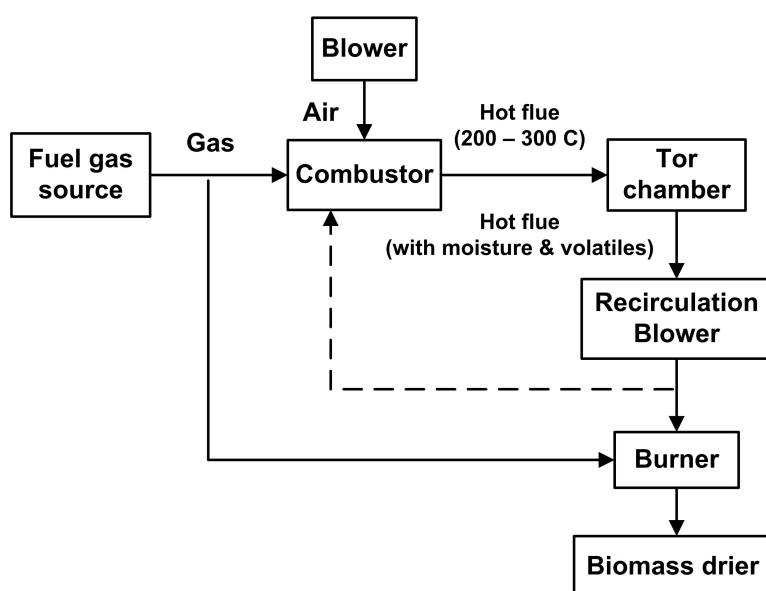 Blower
Air
Hot flue
(200 – 300 C)
Gas
Fuel gas
source
Combustor
Tor
chamber
Hot flue
(with moisture & volatiles)
Recirculation
Blower
Burner
Biomass drier